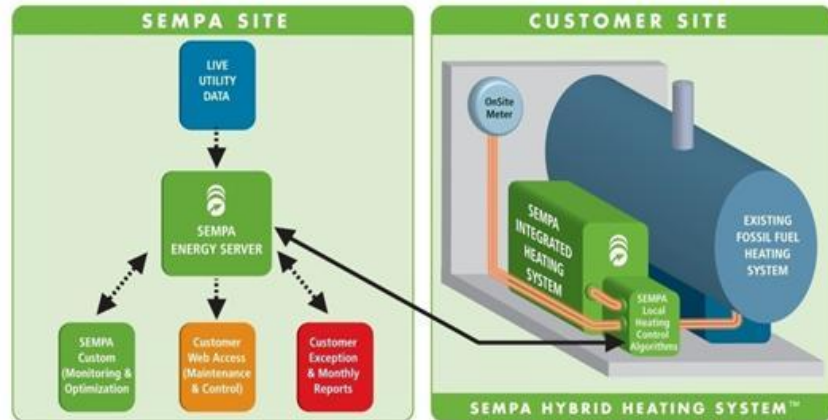 SEMPA SITE
LIVE
UTILITY
DATA
SEMPA
ENERGY SERVER
SEMPA
Custom
(Monitoring &
Optimization
Customer
Web Access
(Maintenance
& Control)
Customer
Exception
& Monthly
Reports
CUSTOMER SITE
OnSite
Meter
SEMPA
INTEGRATED
HEATING
SYSTEM
EXISTING
FOSSIL FUEL
HEATING
SYSTEM
SEMPA
Local
Heating
Control
Algorithms
SEMPA HYBRID HEATING SYSTEM™